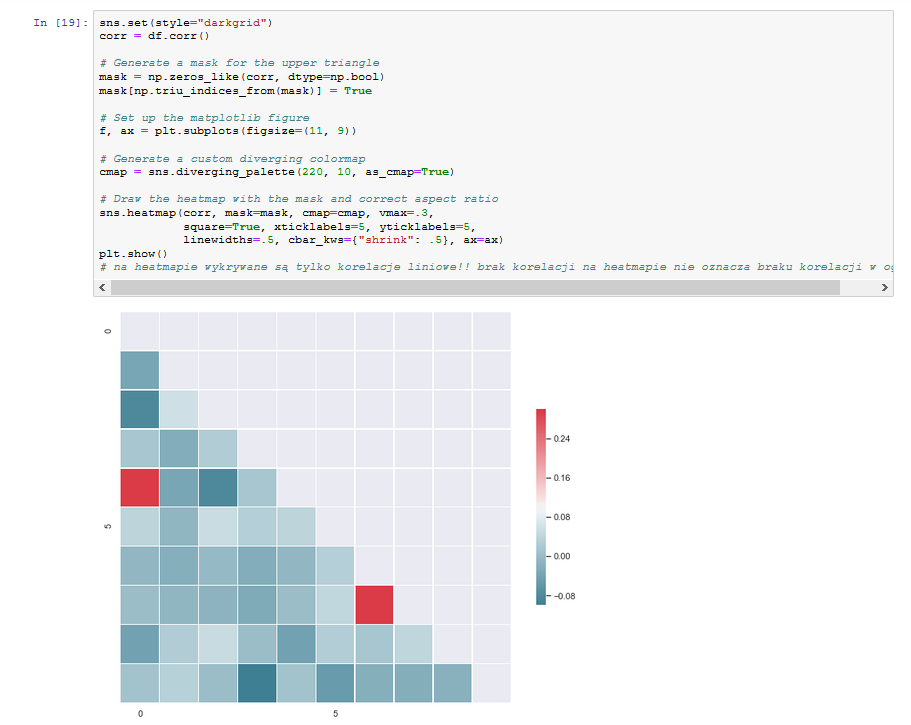 In [19]:
sns.set(style="darkgrid")
corr = df.corr()
# Generate a mask for the upper triangle
mask = np.zeros_like(corr, dtype=np.bool)
mask[np.triu_indices_from(mask)] = True
# Set up the matplotlib figure
f, ax = plt.subplots(figsize=(11, 9))
# Generate a custom diverging colormap
cmap = sns.diverging_palette(220, 10, as_cmap=True)
# Draw the heatmap with the mask and correct aspect ratio
sns.heatmap(corr, mask=mask, cmap=cmap, vmax=.3,
square=True, xticklabels=5, yticklabels=5,
linewidths=.5, cbar_kws={"shrink": .5}, ax=ax)
plt.show()
# na heatmapie wykrywane są tylko korelacje liniowe!! brak korelacji na heatmapie nie oznacza braku korelacji w
0
5
0
5
0.24
0.16
0.08
0.00
−0.08